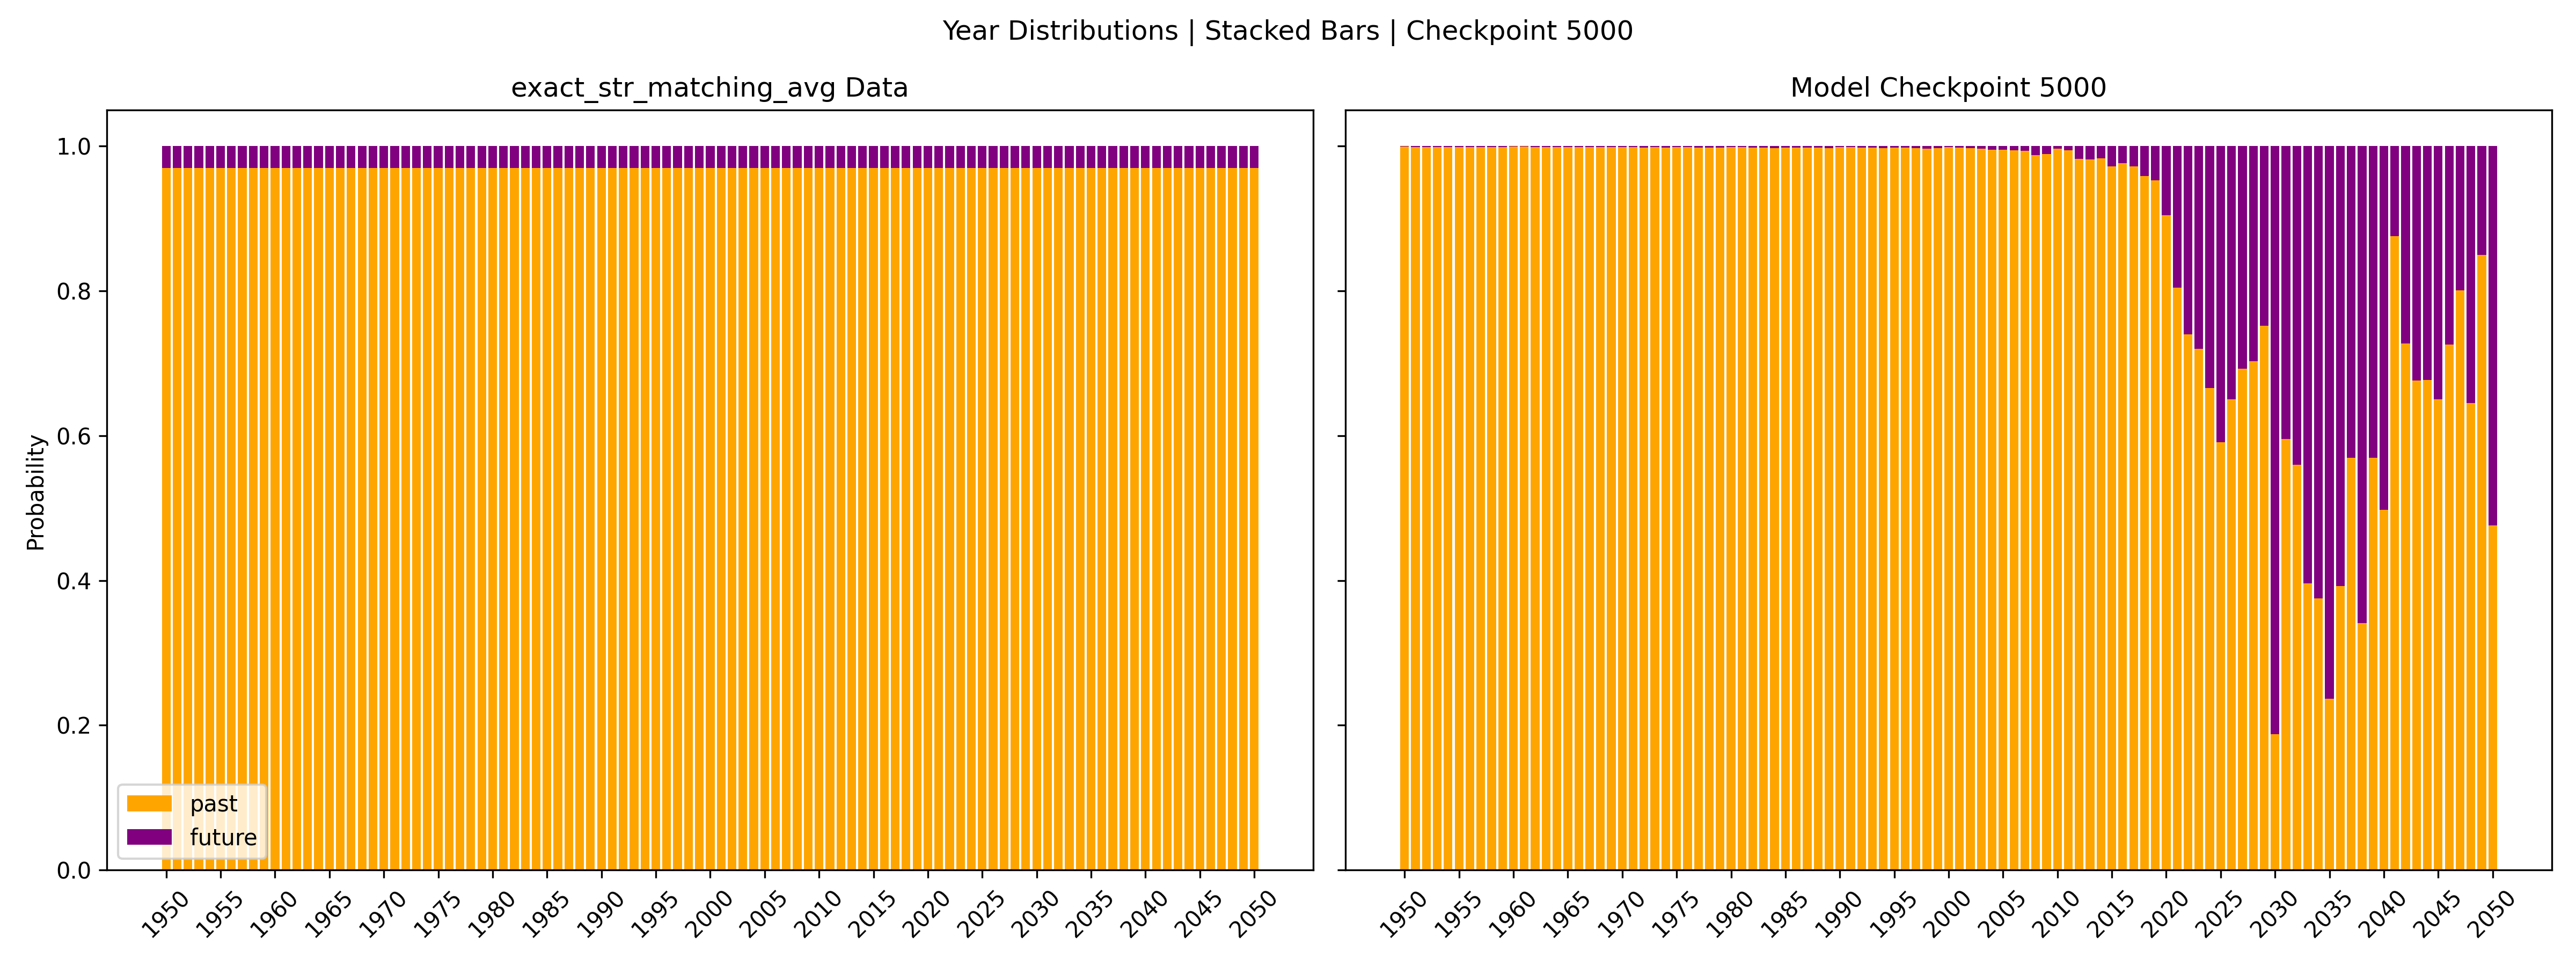 Year Distributions | Stacked Bars | Checkpoint 5000
exact_str_matching_avg Data
Model Checkpoint 5000
Probability
1.0
0.8
0.6
0.4
0.2
0.0
past
future
1950 1955 1960 1965 1970 1975 1980 1985 1990 1995 2000 2005 2010 2015 2020 2025 2030 2035 2040 2045 2050
1950 1955 1960 1965 1970 1975 1980 1985 1990 1995 2000 2005 2010 2015 2020 2025 2030 2035 2040 2045 2050